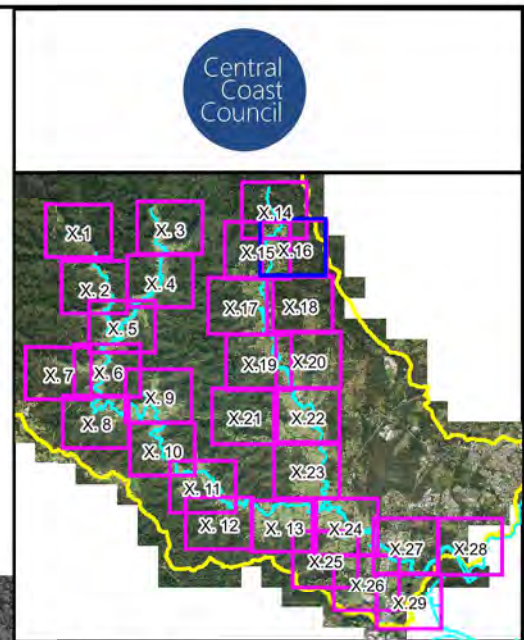 Central
Coast
Council
X.14
X.1
X. 3
X.15
X.16
X. 2
X. 4
X.17
X.18
X. 5
X.19
X.20
X. 7
X. 6
X. 9
X. 8
X.21
X.22
X. 10
X.23
X. 11
X. 12
X. 13
X.24
X.27
X.28
X.25
X.26
X.29